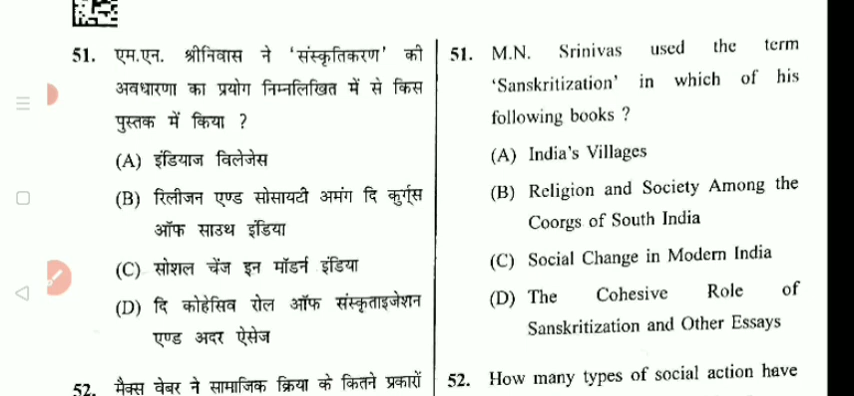 51. एम.एन. श्रीनिवास ने 'संस्कृतिकरण' की
अवधारणा का प्रयोग निम्नलिखित में से किस
पुस्तक में किया ?
(A) इंडियाज विलेजेस
(B) रिलीजन एण्ड सोसायटी अमंग दि कुर्ग्स
ऑफ साउथ इंडिया
(C) सोशल चेंज इन मॉडर्न इंडिया
(D) दि कोहेसिव रोल ऑफ संस्कृताइजेशन
एण्ड अदर ऐसेज
52. मैक्स वेबर ने सामाजिक क्रिया के कितने प्रकारों
51. M.N. Srinivas used the term
'Sanskritization' in which of his
following books ?
(A) India's Villages
(B) Religion and Society Among the
Coorgs of South India
(C) Social Change in Modern India
(D) The Cohesive Role of
Sanskritization and Other Essays
52. How many types of social action have